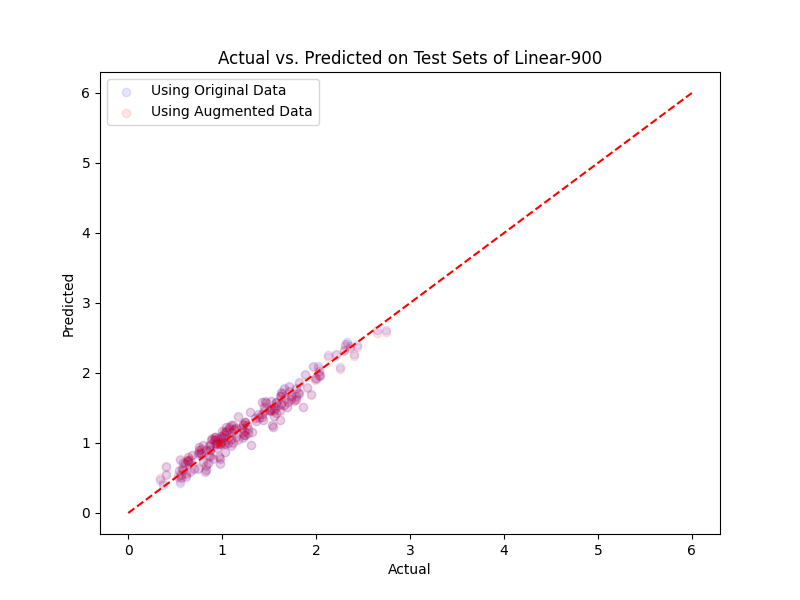 Actual vs. Predicted on Test Sets of Linear-900
Using Original Data
Using Augmented Data
6
5
4
3
2
1
0
Predicted
0 1 2 3 4 5 6
Actual